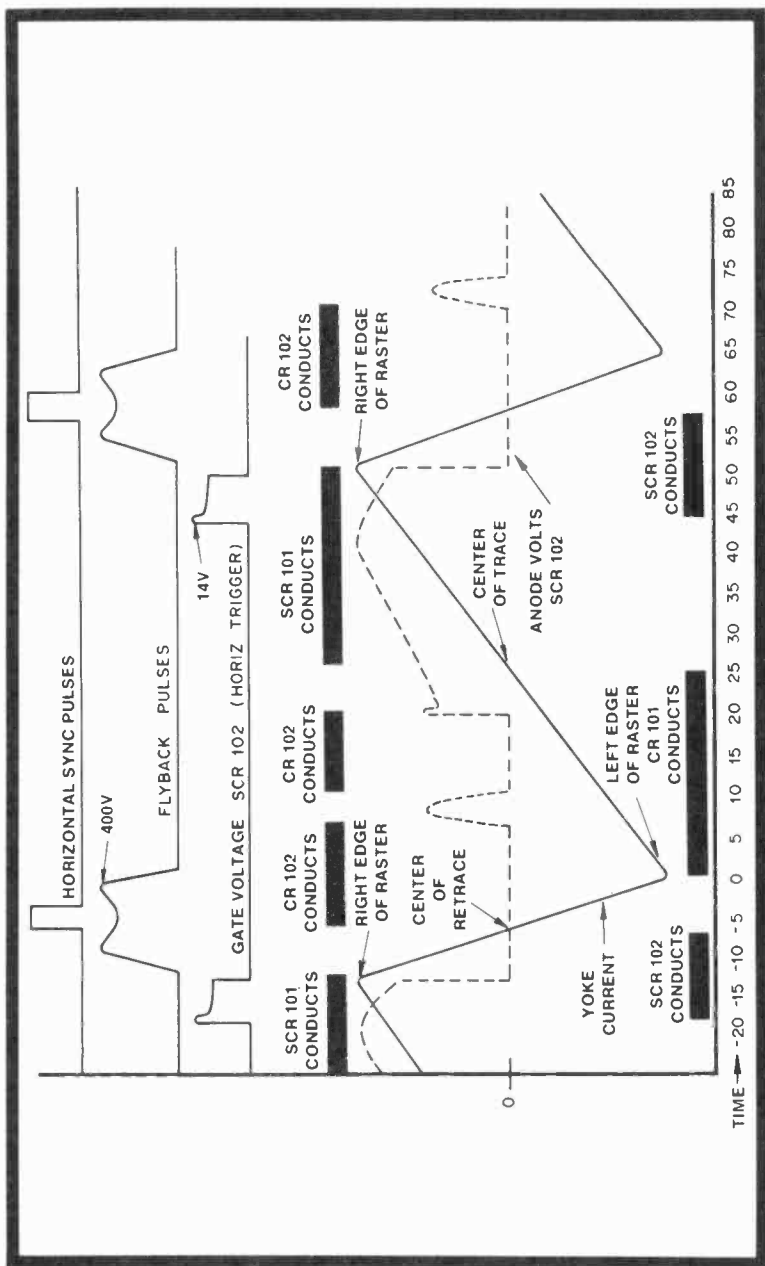 HORIZONTAL SYNC PULSES
400V
FLYBACK PULSES
14V
GATE VOLTAGE SCR 102 (HORIZ TRIGGER)
SCR 101
CONDUCTS
CR 102
CONDUCTS
CR 102
CONDUCTS
SCR 101
CONDUCTS
CR 102
CONDUCTS
RIGHT EDGE
OF RASTER
RIGHT EDGE
OF RASTER
CENTER
OF
RETRACE
CENTER
OF TRACE
0
ANODE VOLTS
SCR 102
YOKE
CURRENT
LEFT EDGE
OF RASTER
CR 101
CONDUCTS
SCR 102
CONDUCTS
SCR 102
CONDUCTS
TIME -20 -15 -10 -5 0 5 10 15 20 25 30 35 40 45 50 55 60 65 70 75 80 85